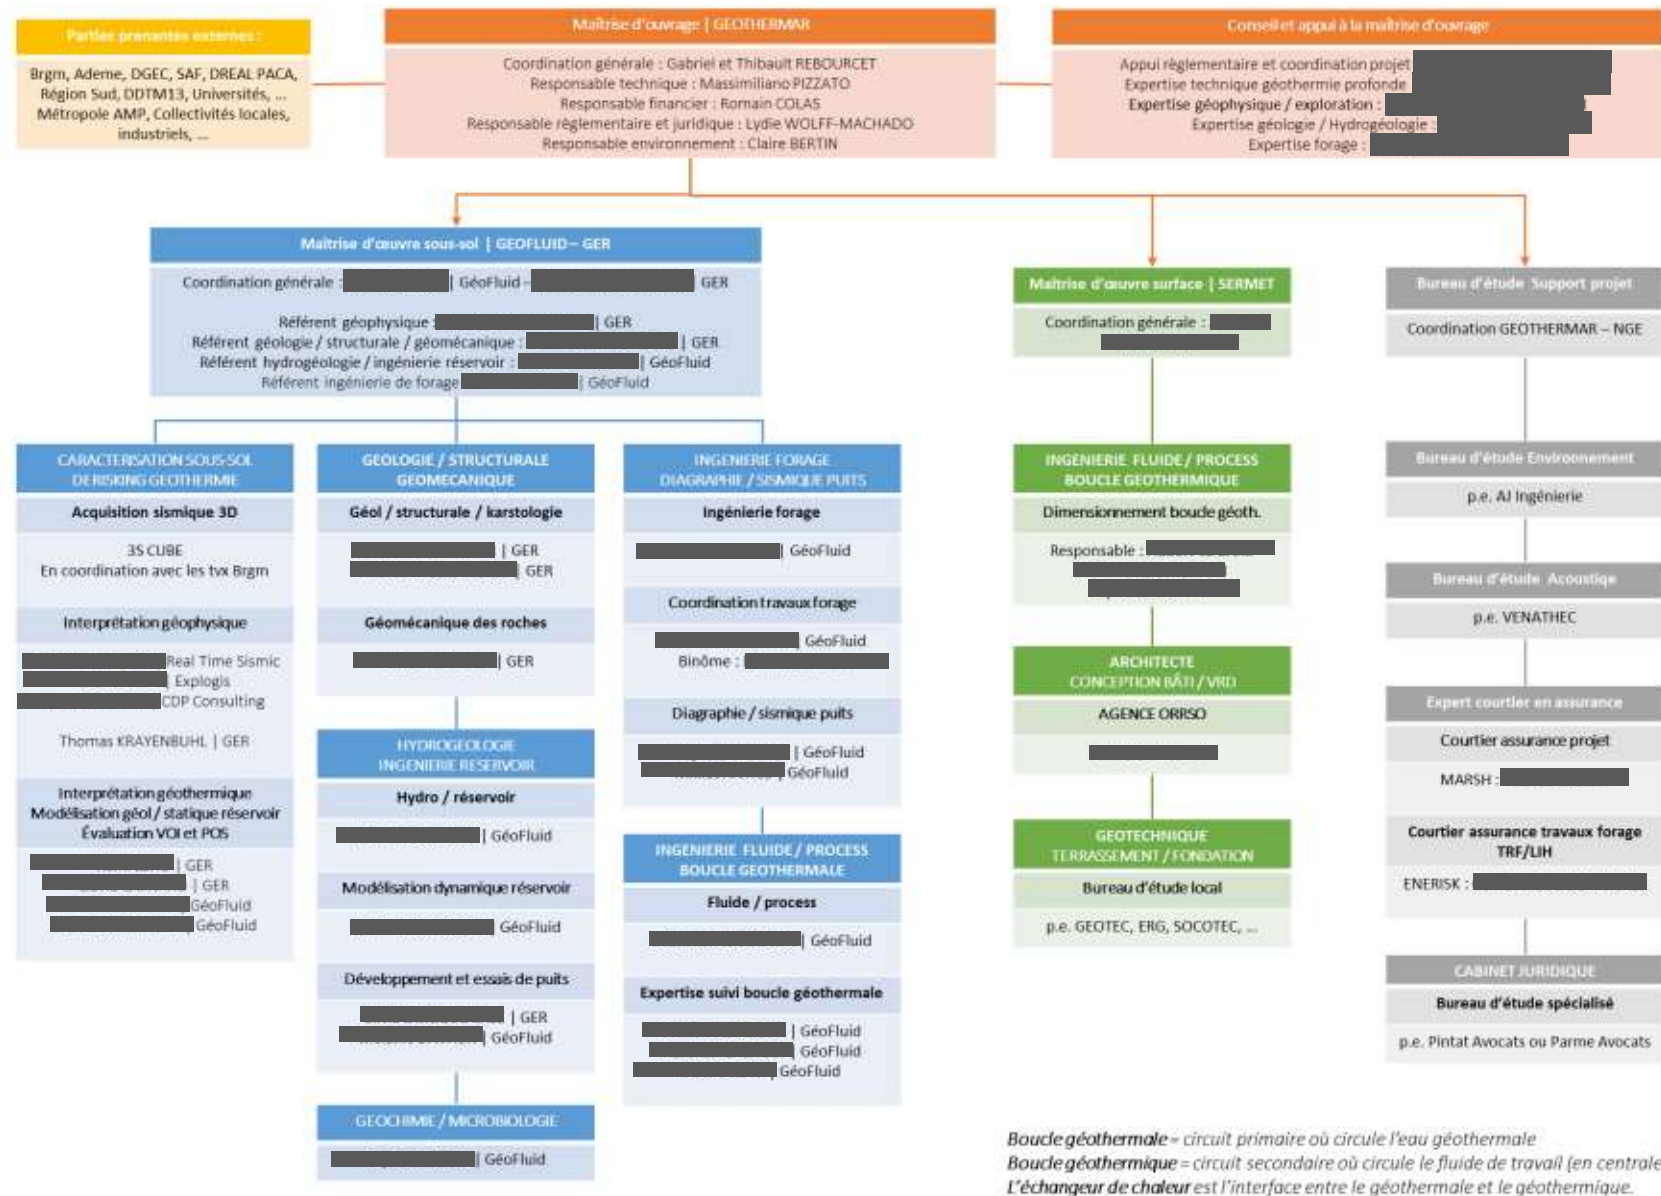 Parties prenantes externes :
Brgm, Ademe, DGEC, SAF, DREAL PACA,
Région Sud, DDTM13, Universités, ...
Métropole AMP, Collectivités locales,
industriels, ...
Maîtrise d'ouvrage | GEOTHERMAR
Coordination générale : Gabriel et Thibault REBOURCET
Responsable technique : Massimiliano PIZZATO
Responsable financier : Romain COLAS
Responsable règlementaire et juridique : Lydie WOLFF-MACHADO
Responsable environnement : Claire BERTIN
Conseil et appui à la maîtrise d'ouvrage
Appui règlementaire et coordination projet
Expertise technique géothermie profonde
Expertise géophysique / exploration :
Expertise géologie / Hydrogéologie :
Expertise forage :
Maîtrise d'œuvre sous-sol | GEOFLUID – GER
Coordination générale : | GéoFluid – | GER
Référent géophysique : | GER
Référent géologie / structurale / géomécanique : | GER
Référent hydrogéologie / ingénierie réservoir : | GéoFluid
Référent ingénierie de forage | GéoFluid
CARACTERISATION SOUS-SOL
DERISKING GEOTHERMIE
Acquisition sismique 3D
3S CUBE
En coordination avec les tvx Brgm
Interprétation géophysique
Real Time Sismic
| Explogis
CDP Consulting
Thomas KRAYENBUHL | GER
Interprétation géothermique
Modélisation géol / statique réservoir
Évaluation VOI et POS
| GER
| GER
GéoFluid
GéoFluid
GEOLOGIE / STRUCTURALE
GEOMECANIQUE
Géol / structurale / karstologie
| GER
| GER
Géomécanique des roches
| GER
HYDROGEOLOGIE
INGENIERIE RESERVOIR
Hydro / réservoir
| GéoFluid
Modélisation dynamique réservoir
GéoFluid
Développement et essais de puits
| GER
| GéoFluid
GEOCHIMIE / MICROBIOLOGIE
| GéoFluid
INGENIERIE FORAGE
DIAGRAPHIE / SISMIQUE PUITS
Ingénierie forage
| GéoFluid
Coordination travaux forage
| GéoFluid
Binôme :
Diagraphie / sismique puits
| GéoFluid
| GéoFluid
INGENIERIE FLUIDE / PROCESS
BOUCLE GEOTHERMALE
Fluide / process
| GéoFluid
Expertise suivi boucle géothermale
| GéoFluid
| GéoFluid
GéoFluid
Maîtrise d'œuvre surface | SERMET
Coordination générale :
INGENIERIE FLUIDE / PROCESS
BOUCLE GEOTHERMIQUE
Dimensionnement boucle géoth.
Responsable :
ARCHITECTE
CONCEPTION BÂTI / VRD
AGENCE ORRSO
GEOTECHNIQUE
TERRASSEMENT / FONDATION
Bureau d'étude local
p.e. GEOTEC, ERG, SOCOTEC, ...
Bureau d'étude Support projet
Coordination GEOTHERMAR – NGE
Bureau d'étude Environnement
p.e. AJ Ingénierie
Bureau d'étude Acoustiqe
p.e. VENATHEC
Expert courtier en assurance
Courtier assurance projet
MARSH :
Courtier assurance travaux forage
TRF/LIH
ENERISK :
CABINET JURIDIQUE
Bureau d'étude spécialisé
p.e. Pintat Avocats ou Parme Avocats
Boucle géothermale = circuit primaire où circule l'eau géothermale
Boucle géothermique = circuit secondaire où circule le fluide de travail (en centrale
L'échangeur de chaleur est l'interface entre le géothermale et le géothermique.